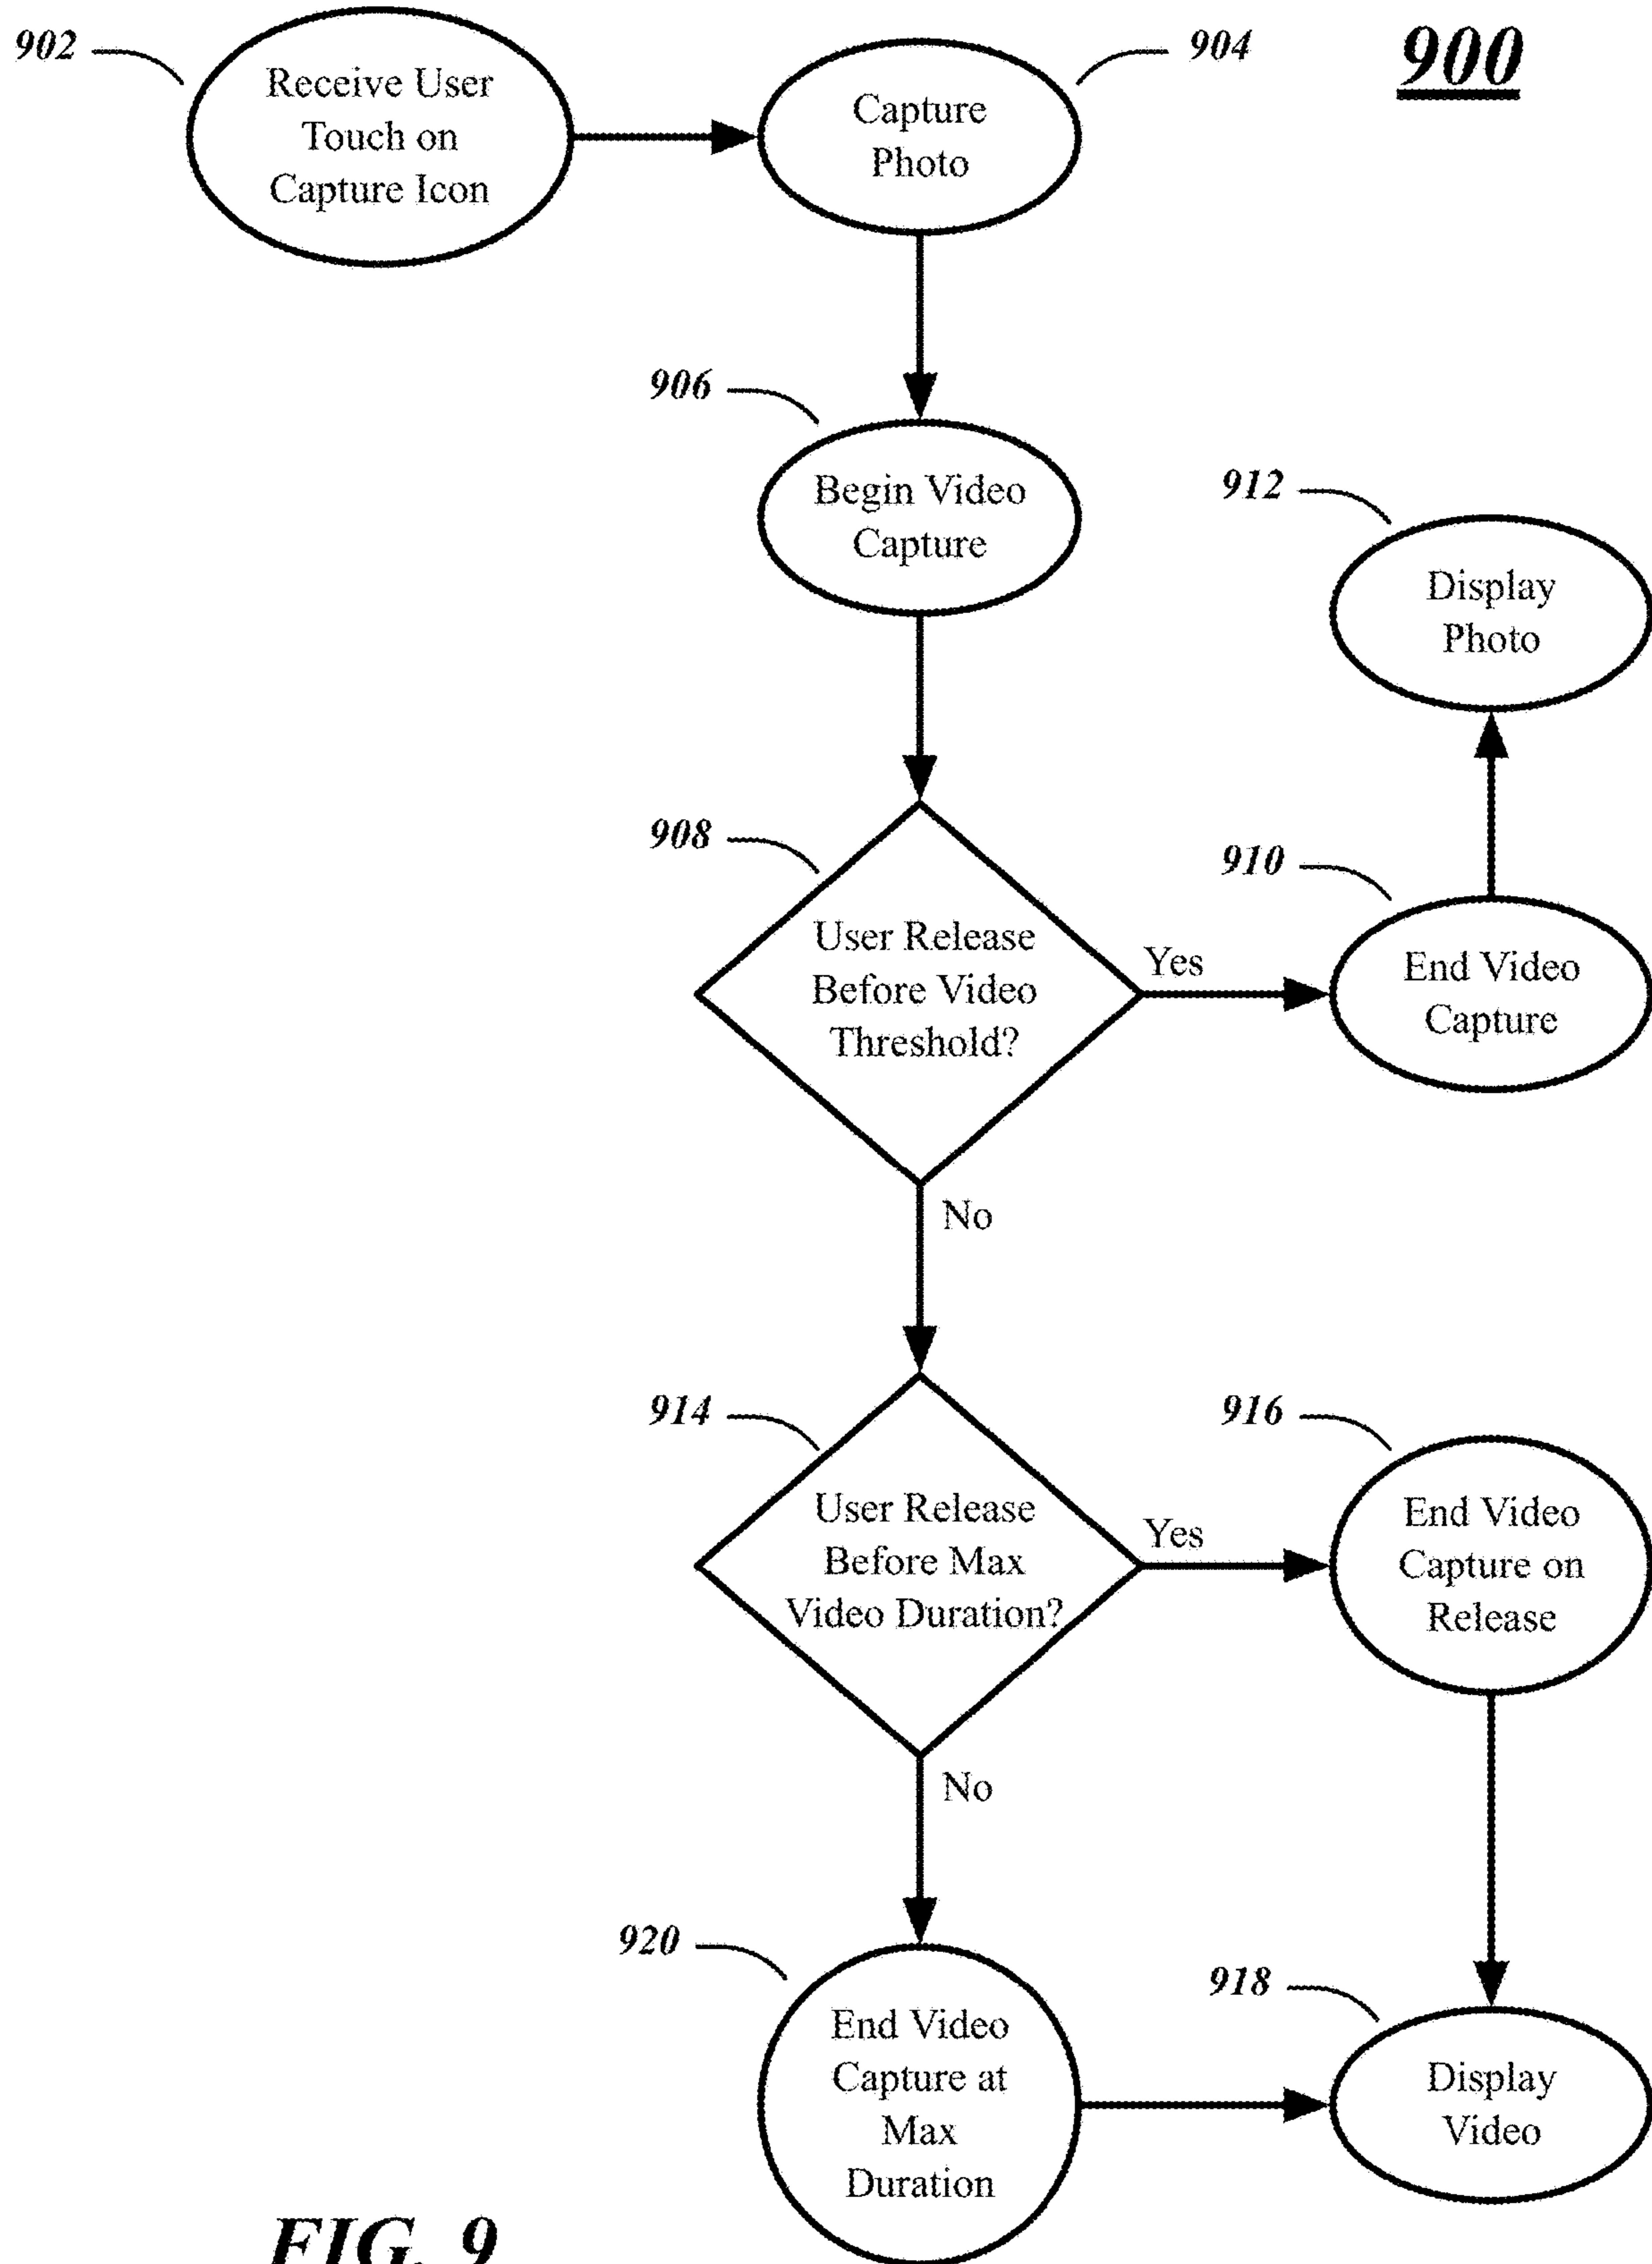 902
Receive User
Touch on
Capture Icon
904
Capture
Photo
900
906
Begin Video
Capture
912
Display
Photo
908
User Release
Before Video
Threshold?
Yes
910
End Video
Capture
No
914
User Release
Before Max
Video Duration?
Yes
916
End Video
Capture on
Release
No
920
End Video
Capture at
Max
Duration
918
Display
Video
FIG. 9